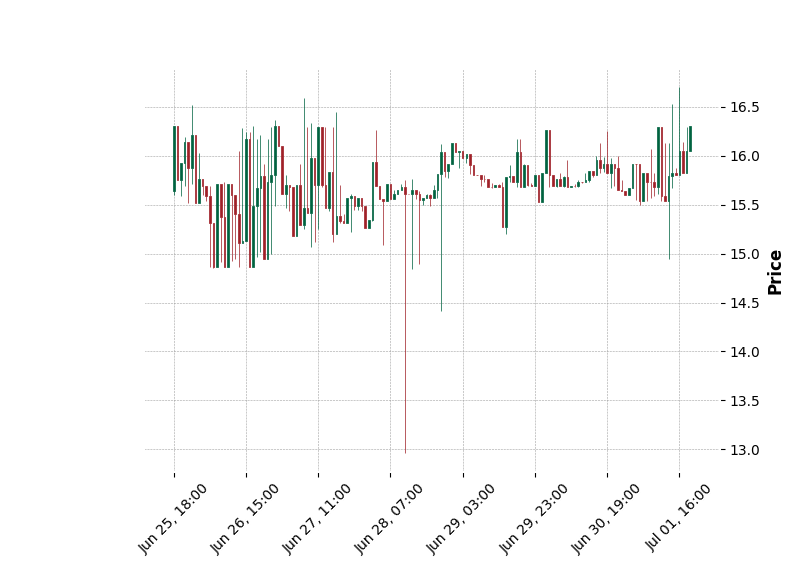 16.5
16.0
15.5
15.0
14.5
14.0
13.5
13.0
Price
Jun 25, 18:00
Jun 26, 15:00
Jun 27, 11:00
Jun 28, 07:00
Jun 29, 03:00
Jun 29, 23:00
Jun 30, 19:00
Jul 01, 16:00